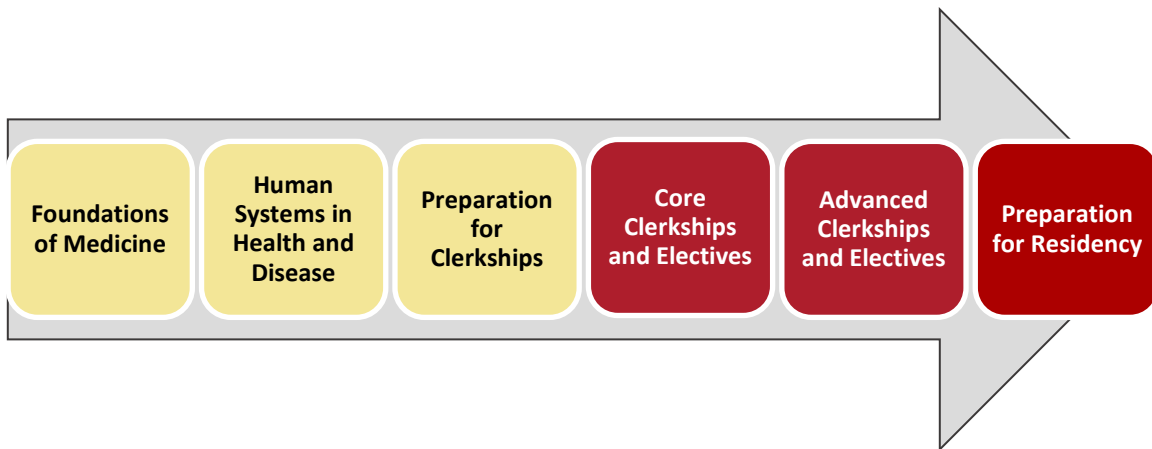 Foundations
of Medicine
Human
Systems in
Health and
Disease
Preparation
for
Clerkships
Core
Clerkships
and Electives
Advanced
Clerkships
and Electives
Preparation
for Residency